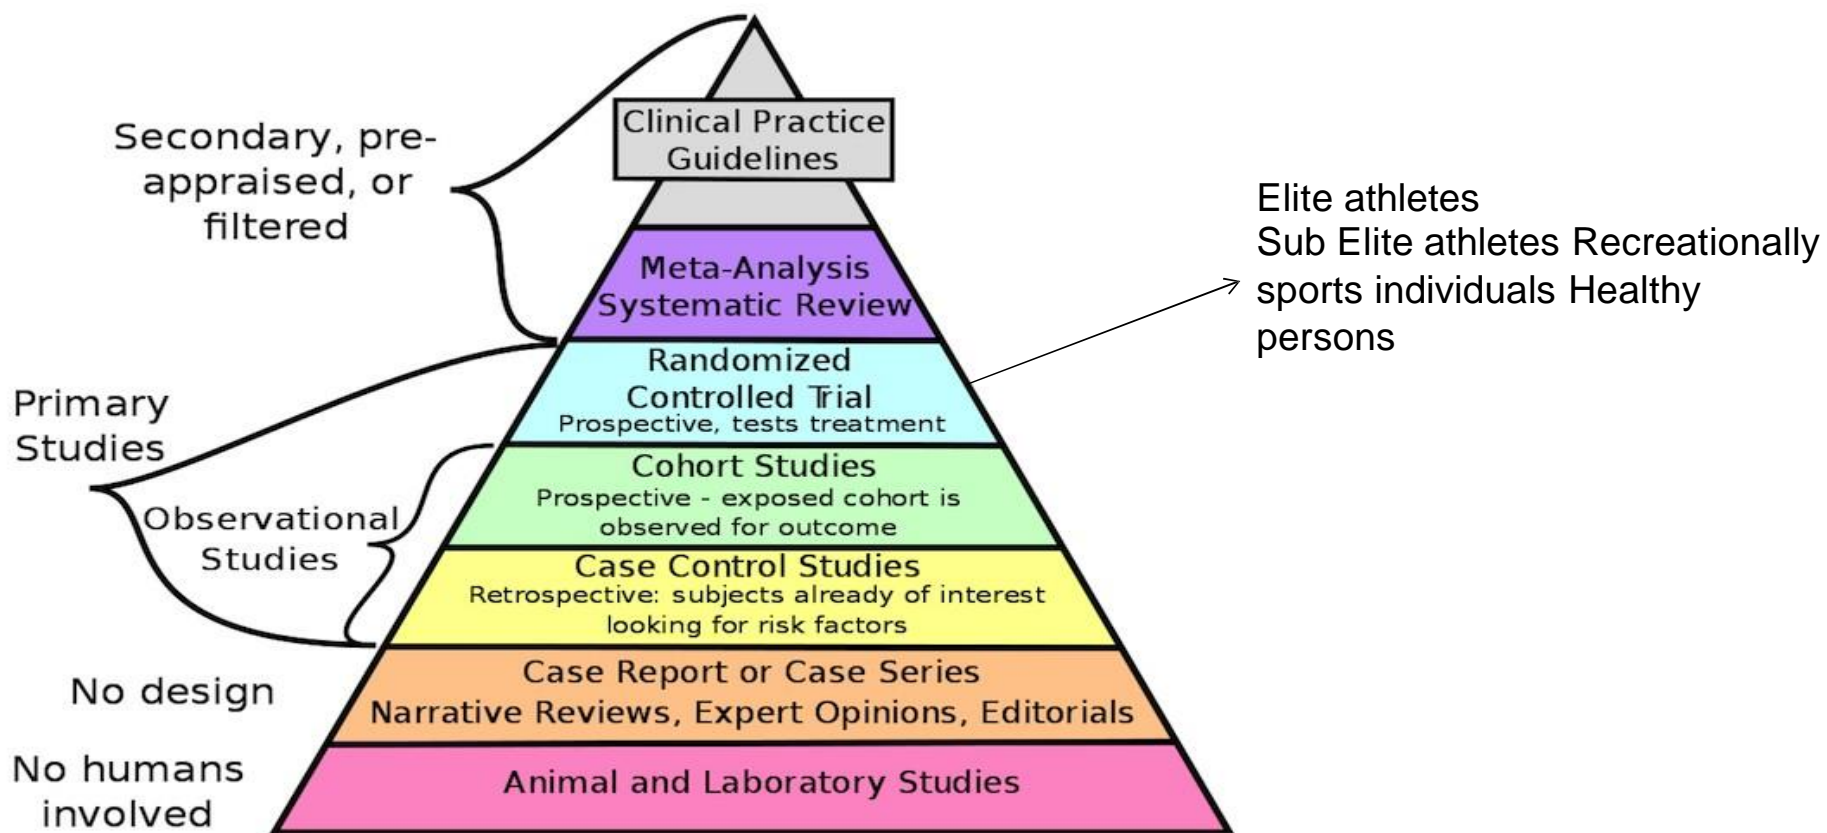 Clinical Practice
Guidelines
Secondary, pre-
appraised, or
filtered
Meta-Analysis
Systematic Review
Elite athletes
Sub Elite athletes Recreationally
sports individuals Healthy
persons
Randomized
Controlled Trial
Prospective, tests treatment
Primary
Studies
Cohort Studies
Prospective - exposed cohort is
observed for outcome
Observational
Studies
Case Control Studies
Retrospective: subjects already of interest
looking for risk factors
No design
Case Report or Case Series
Narrative Reviews, Expert Opinions, Editorials
No humans
involved
Animal and Laboratory Studies